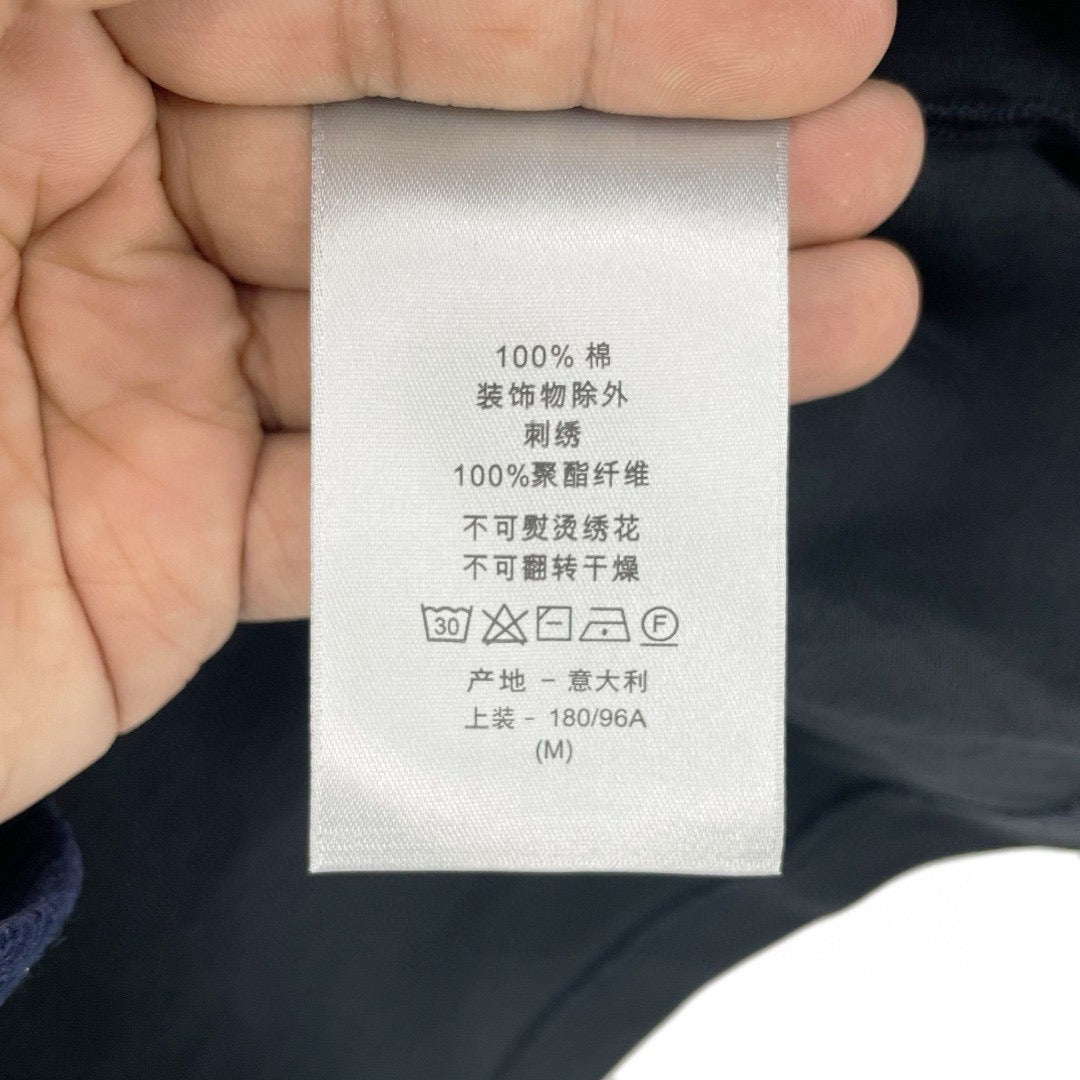 100% 棉
装饰物除外
刺绣
100%聚酯纤维
不可熨烫绣花
不可翻转干燥
30 F
产地 - 意大利
上装 - 180/96A
(M)